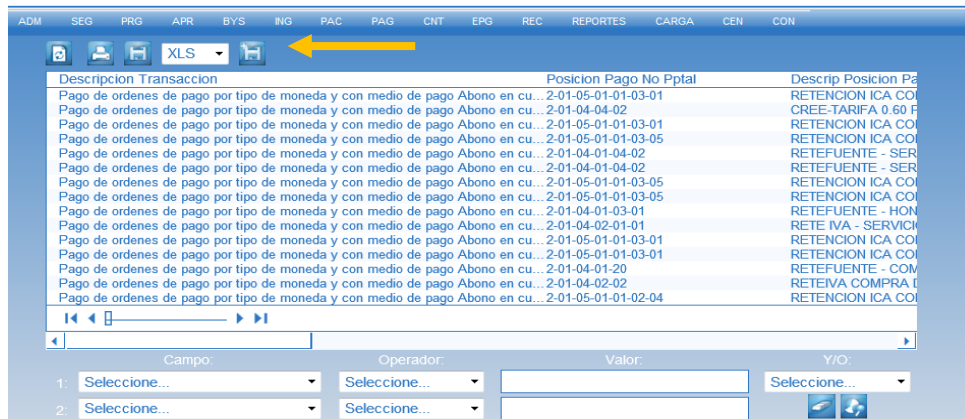 ADM SEG PRG APR BYS ING PAC PAG CNT EPG REC REPORTES CARGA CEN CON
XLS
Descripcion Transaccion Posicion Pago No Pptal Descrip Posicion Pa
Pago de ordenes de pago por tipo de moneda y con medio de pago Abono en cu... 2-01-05-01-01-03-01 RETENCION ICA COI
Pago de ordenes de pago por tipo de moneda y con medio de pago Abono en cu... 2-01-04-04-02 CREE-TARIFA 0.60 F
Pago de ordenes de pago por tipo de moneda y con medio de pago Abono en cu... 2-01-05-01-01-03-01 RETENCION ICA COI
Pago de ordenes de pago por tipo de moneda y con medio de pago Abono en cu... 2-01-05-01-01-03-05 RETENCION ICA COI
Pago de ordenes de pago por tipo de moneda y con medio de pago Abono en cu... 2-01-04-01-04-02 RETEFUENTE - SER
Pago de ordenes de pago por tipo de moneda y con medio de pago Abono en cu... 2-01-04-01-04-02 RETEFUENTE - SER
Pago de ordenes de pago por tipo de moneda y con medio de pago Abono en cu... 2-01-05-01-01-03-05 RETENCION ICA COI
Pago de ordenes de pago por tipo de moneda y con medio de pago Abono en cu... 2-01-05-01-01-03-05 RETENCION ICA COI
Pago de ordenes de pago por tipo de moneda y con medio de pago Abono en cu... 2-01-04-01-03-01 RETEFUENTE - HON
Pago de ordenes de pago por tipo de moneda y con medio de pago Abono en cu... 2-01-04-02-01-01 RETE IVA - SERVICI
Pago de ordenes de pago por tipo de moneda y con medio de pago Abono en cu... 2-01-05-01-01-03-01 RETENCION ICA COI
Pago de ordenes de pago por tipo de moneda y con medio de pago Abono en cu... 2-01-05-01-01-03-01 RETENCION ICA COI
Pago de ordenes de pago por tipo de moneda y con medio de pago Abono en cu... 2-01-04-01-20 RETEFUENTE - COM
Pago de ordenes de pago por tipo de moneda y con medio de pago Abono en cu... 2-01-04-02-02 RETEIVA COMPRA D
Pago de ordenes de pago por tipo de moneda y con medio de pago Abono en cu... 2-01-05-01-01-02-04 RETENCION ICA COI
Campo: Operador: Valor: Y/O:
1: Seleccione... Seleccione... Seleccione...
2: Seleccione... Seleccione...